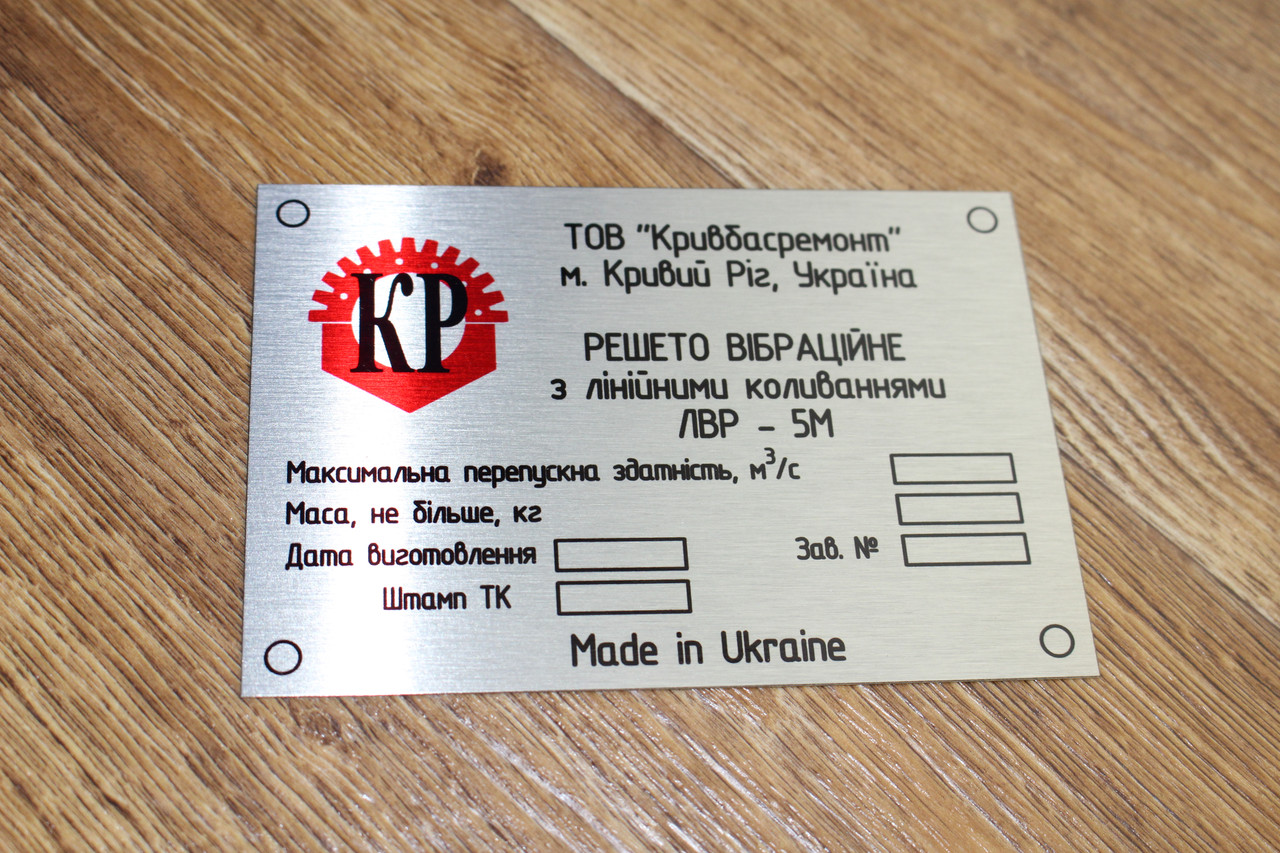 КР
ТОВ "Кривбасремонт"
м. Кривий Ріг, Україна
РЕШЕТО ВІБРАЦІЙНЕ
з лінійними коливаннями
ЛВР - 5М
Максимальна перепускна здатність, м³/с
Маса, не більше, кг
Дата виготовлення
Зав. №
Штамп ТК
Made in Ukraine